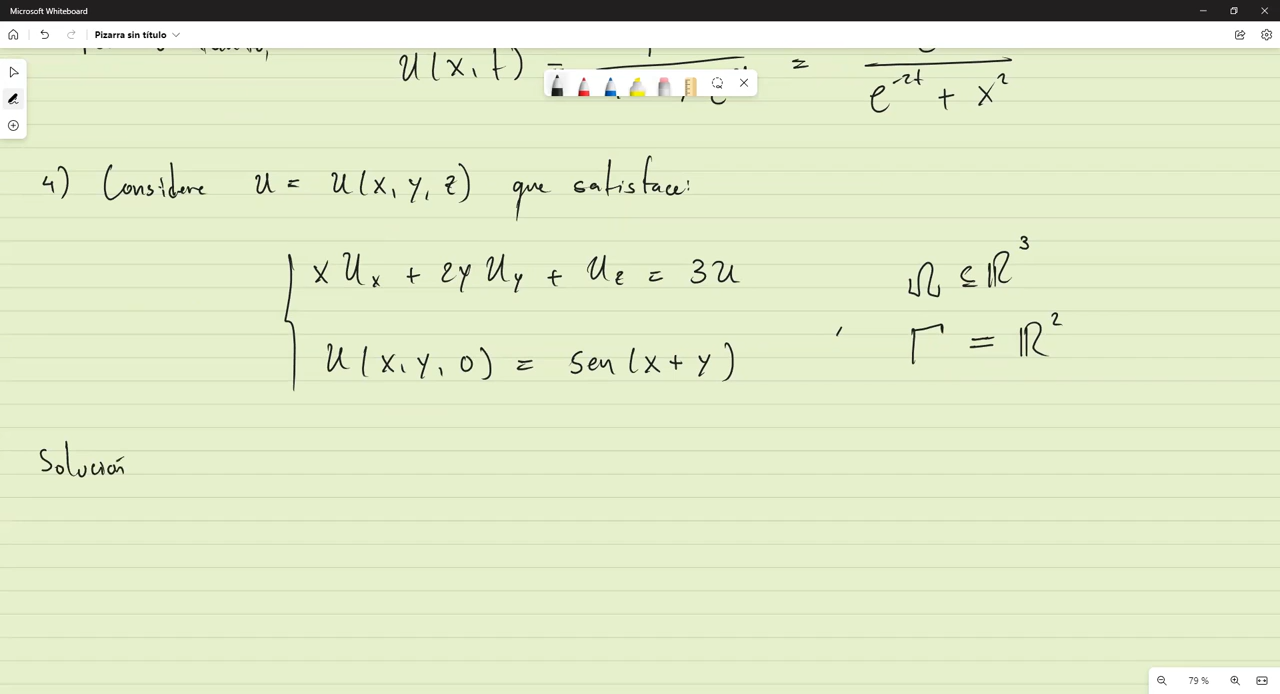 Microsoft Whiteboard
Pizarra sin título
u(x, t) =
=
e^{-2t} + x^2
4) Considere u = u(x, y, z) que satisface:
x u_x + 2y u_y + u_z = 3u
Ω ⊆ ℝ^3
u(x, y, 0) = sen(x + y)
Γ = ℝ^2
Solución
79 %